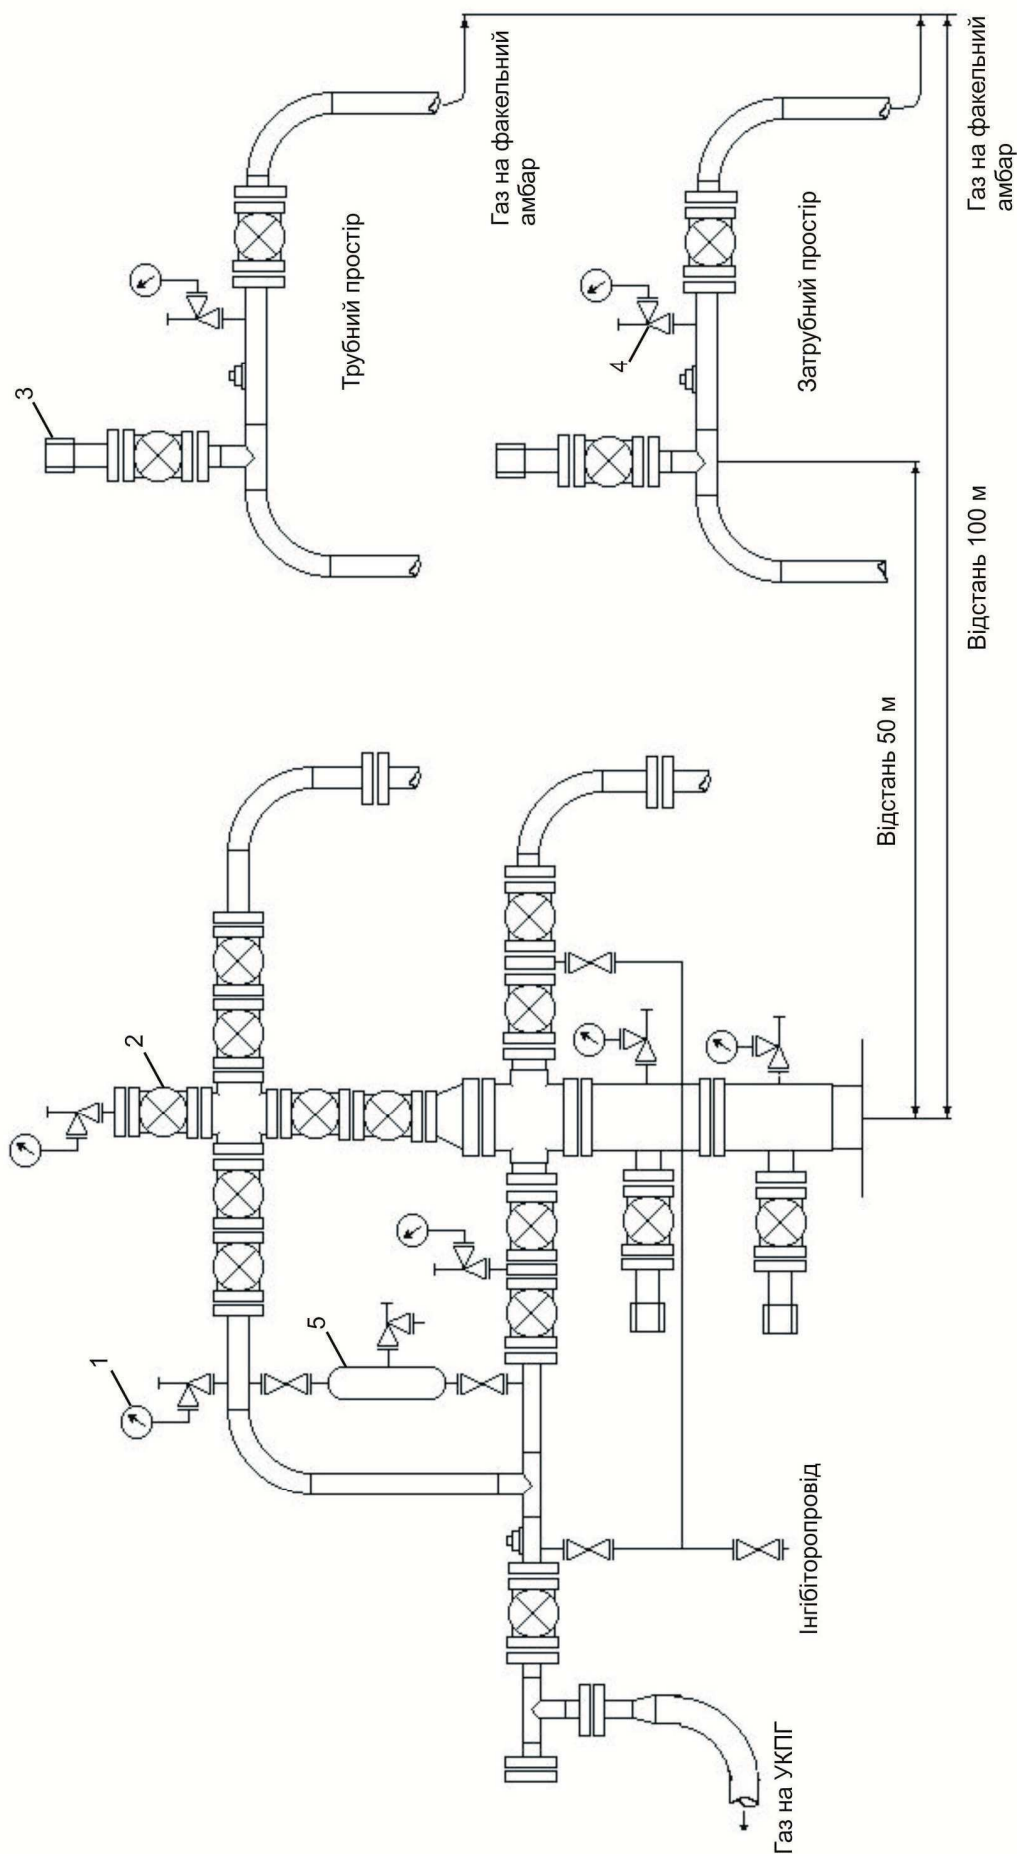 1
2
3
4
5
Трубний простір
Затрубний простір
Газ на факельний
амбар
Газ на факельний
амбар
Відстань 50 м
Відстань 100 м
Інгібіторопровід
Газ на УКПГ